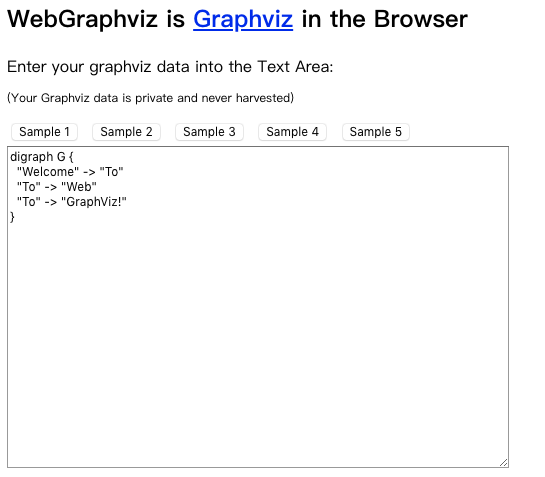 WebGraphviz is Graphviz in the Browser
Enter your graphviz data into the Text Area:
(Your Graphviz data is private and never harvested)
Sample 1 Sample 2 Sample 3 Sample 4 Sample 5
digraph G {
"Welcome" -> "To"
"To" -> "Web"
"To" -> "GraphViz!"
}